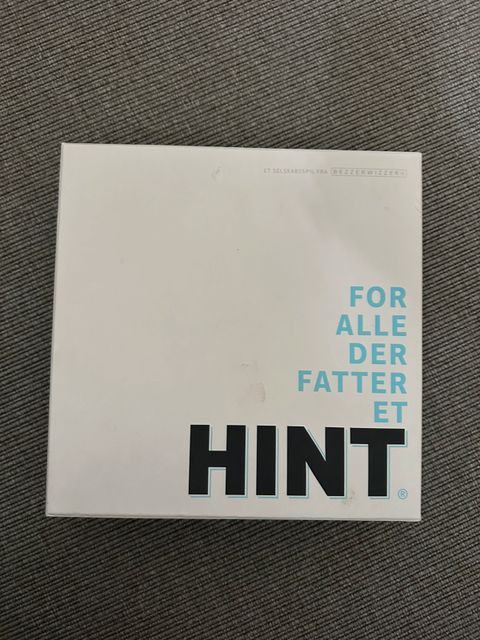 ET SELSKABSSPIL FRA BEZZERWIZZER®
FOR
ALLE
DER
FATTER
ET
HINT®